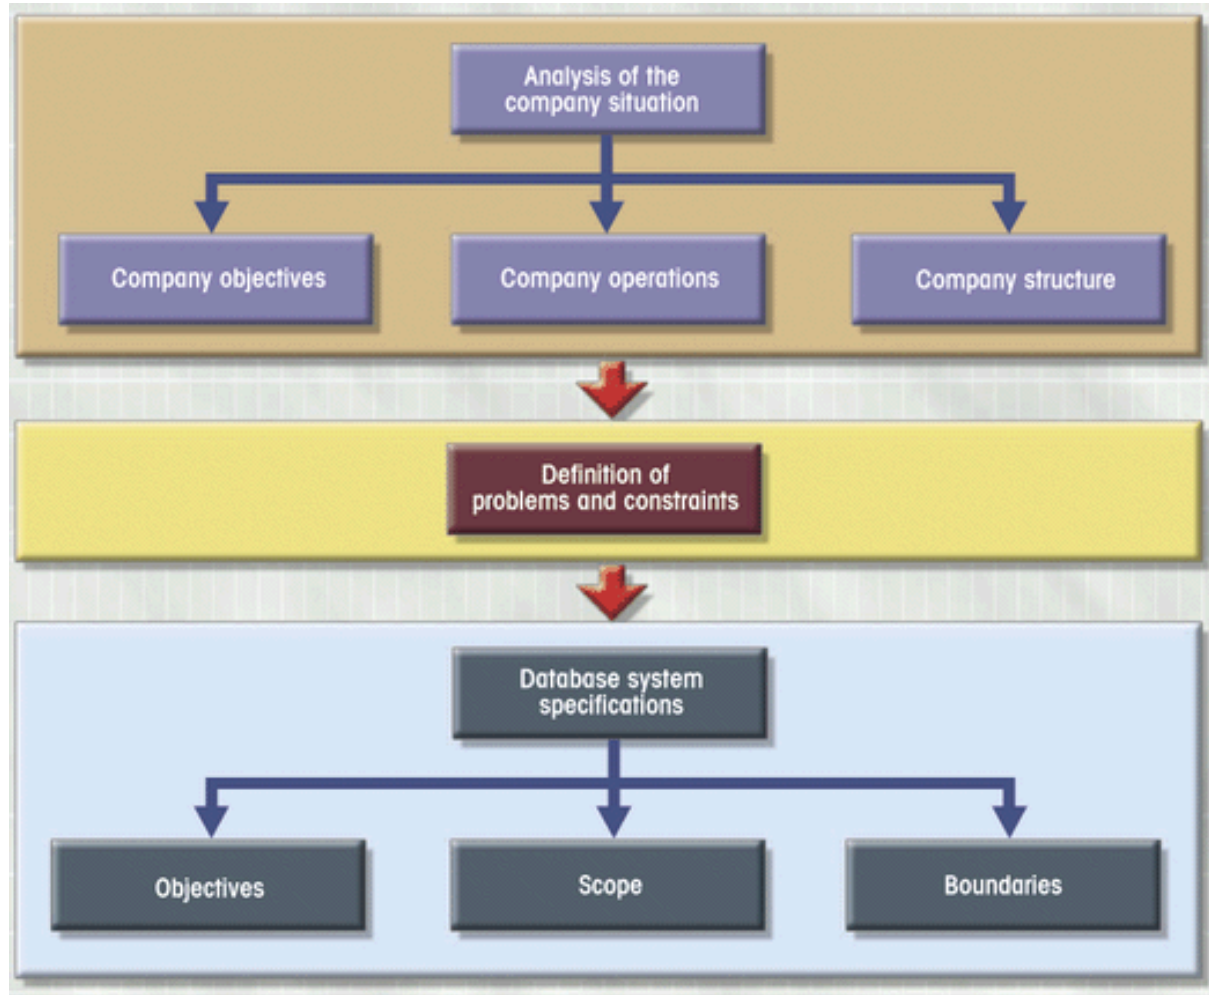 Analysis of the
company situation
Company objectives
Company operations
Company structure
Definition of
problems and constraints
Database system
specifications
Objectives
Scope
Boundaries